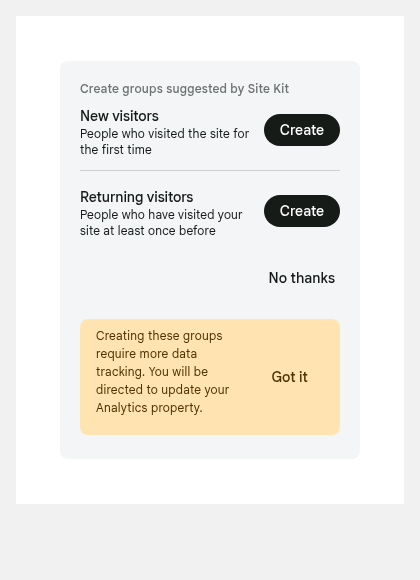 Create groups suggested by Site Kit
New visitors
People who visited the site for
the first time
Create
Returning visitors
People who have visited your
site at least once before
Create
No thanks
Creating these groups
require more data
tracking. You will be
directed to update your
Analytics property.
Got it